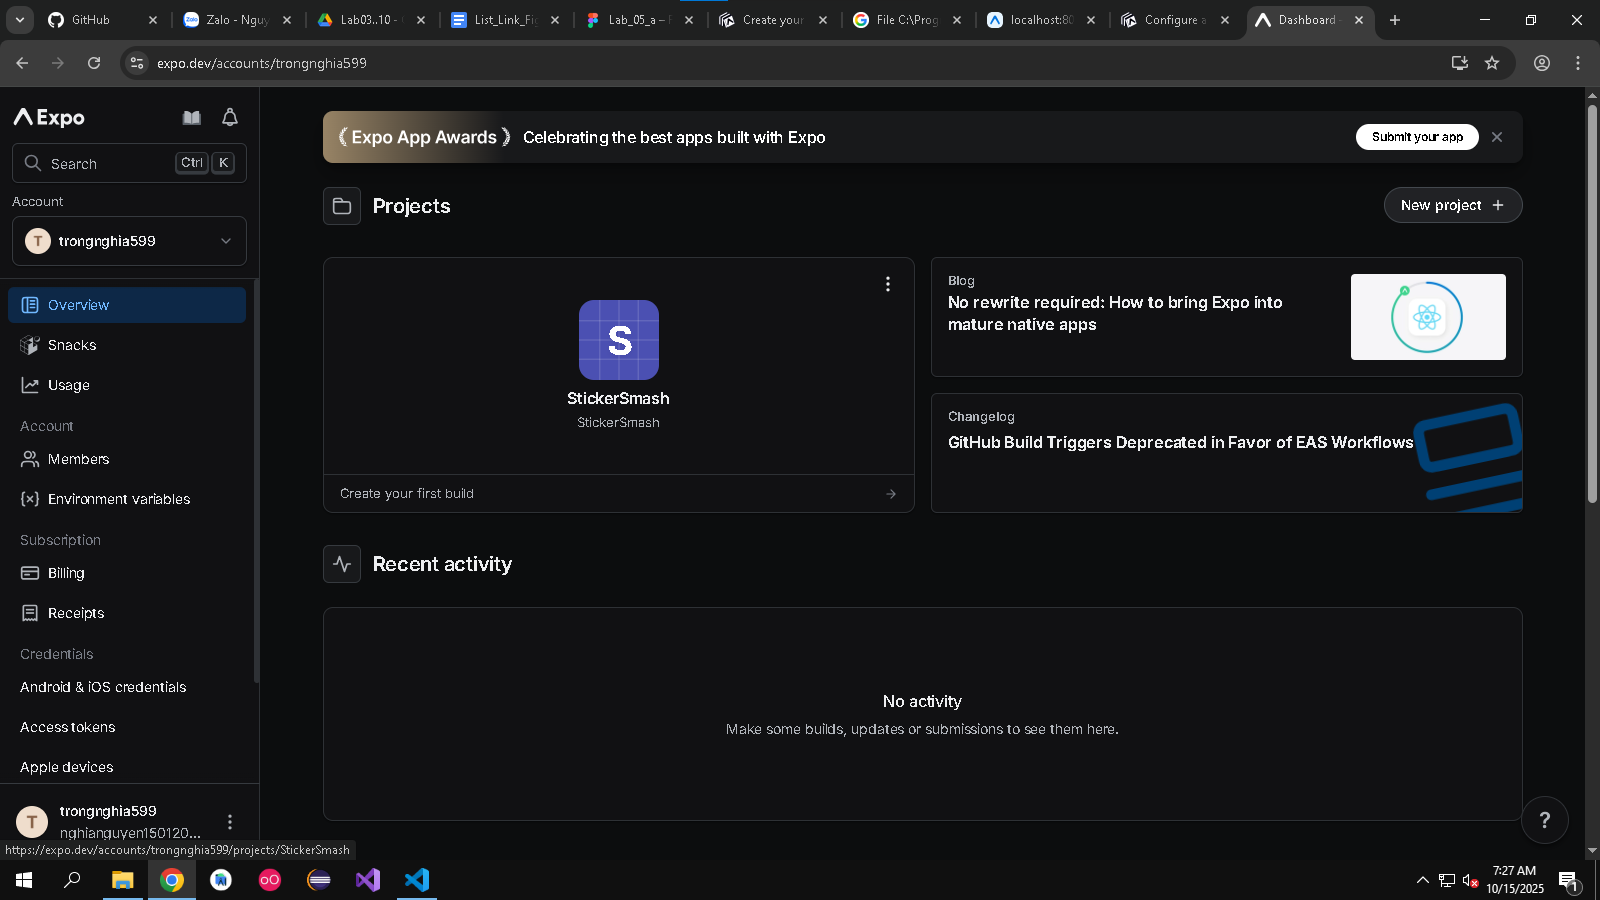 GitHub
Zalo - Nguy
Lab03..10 -
List_Link_Fig
Lab_05_a –
Create your
File C:\Prog
localhost:80
Configure a
Dashboard
expo.dev/accounts/trongnghia599
Expo
Search
Ctrl
K
Account
T
trongnghia599
Overview
Snacks
Usage
Account
Members
Environment variables
Subscription
Billing
Receipts
Credentials
Android & iOS credentials
Access tokens
Apple devices
T
trongnghia599
nghianguyen150120...
https://expo.dev/accounts/trongnghia599/projects/StickerSmash
Expo App Awards
Celebrating the best apps built with Expo
Submit your app
Projects
New project
S
StickerSmash
StickerSmash
Create your first build
Blog
No rewrite required: How to bring Expo into
mature native apps
Changelog
GitHub Build Triggers Deprecated in Favor of EAS Workflows
Recent activity
No activity
Make some builds, updates or submissions to see them here.
?
7:27 AM
10/15/2025
1